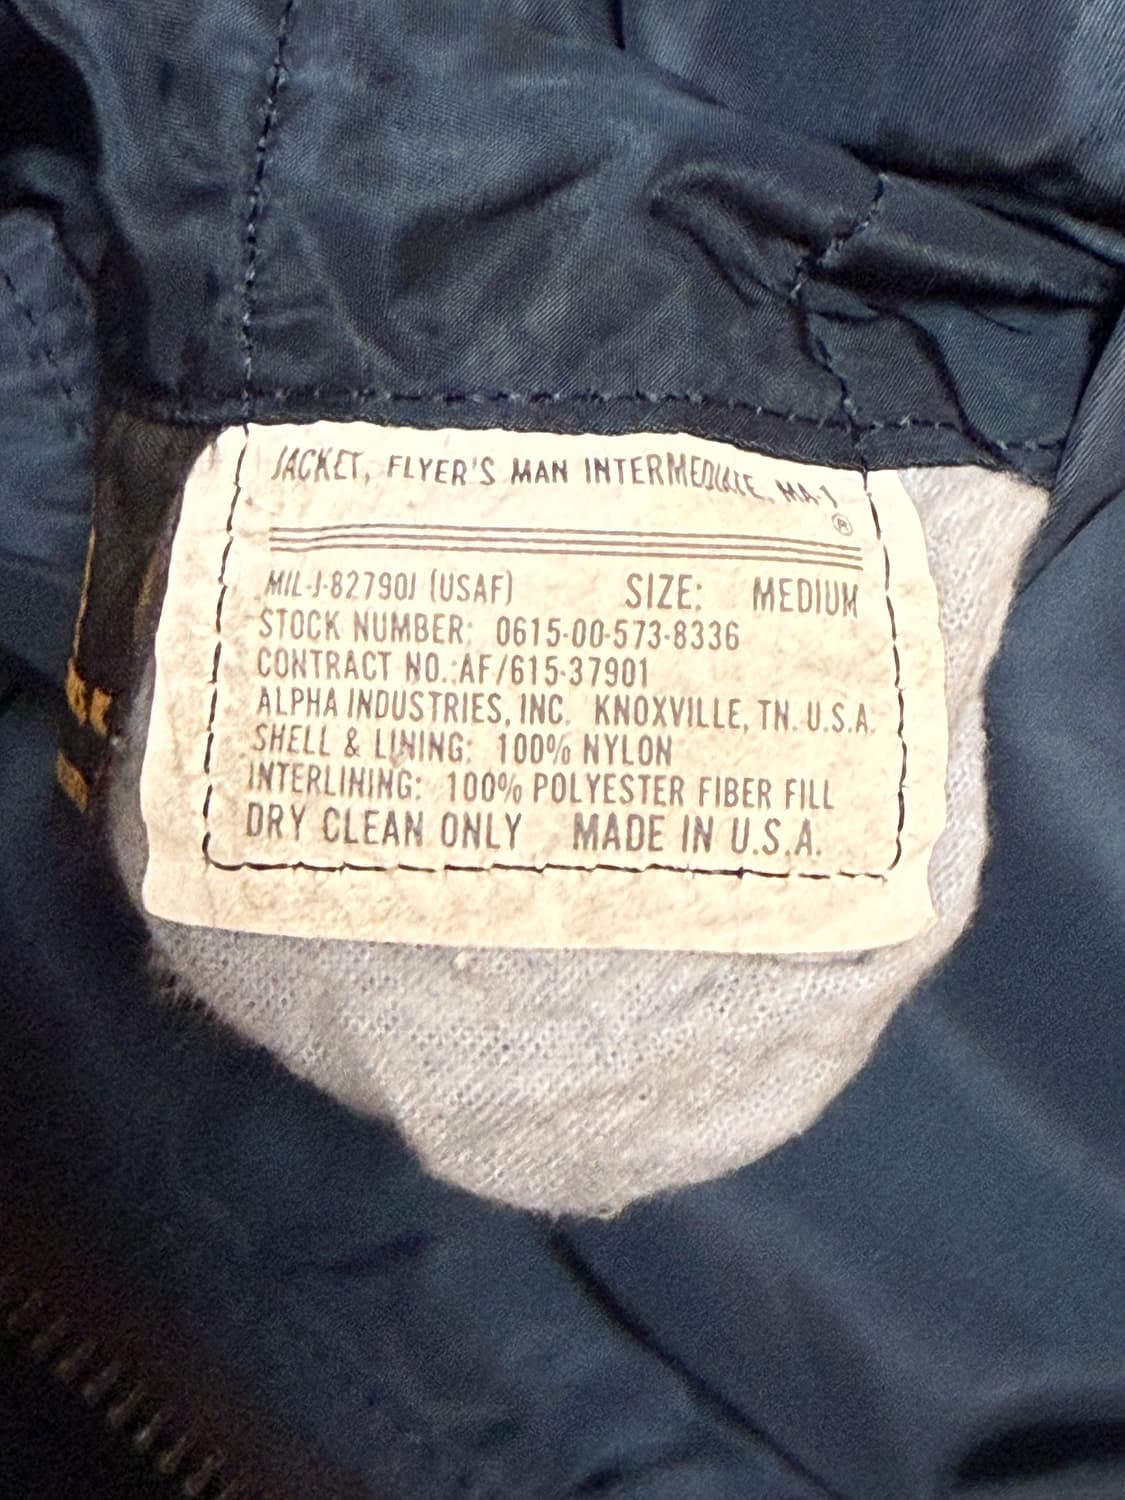 JACKET, FLYER'S MAN INTERMEDIATE, MA-1
®
MIL-J-82790J (USAF) SIZE: MEDIUM
STOCK NUMBER: 0615-00-573-8336
CONTRACT NO.:AF/615-37901
ALPHA INDUSTRIES, INC. KNOXVILLE, TN. U.S.A.
SHELL & LINING: 100% NYLON
INTERLINING: 100% POLYESTER FIBER FILL
DRY CLEAN ONLY MADE IN U.S.A.